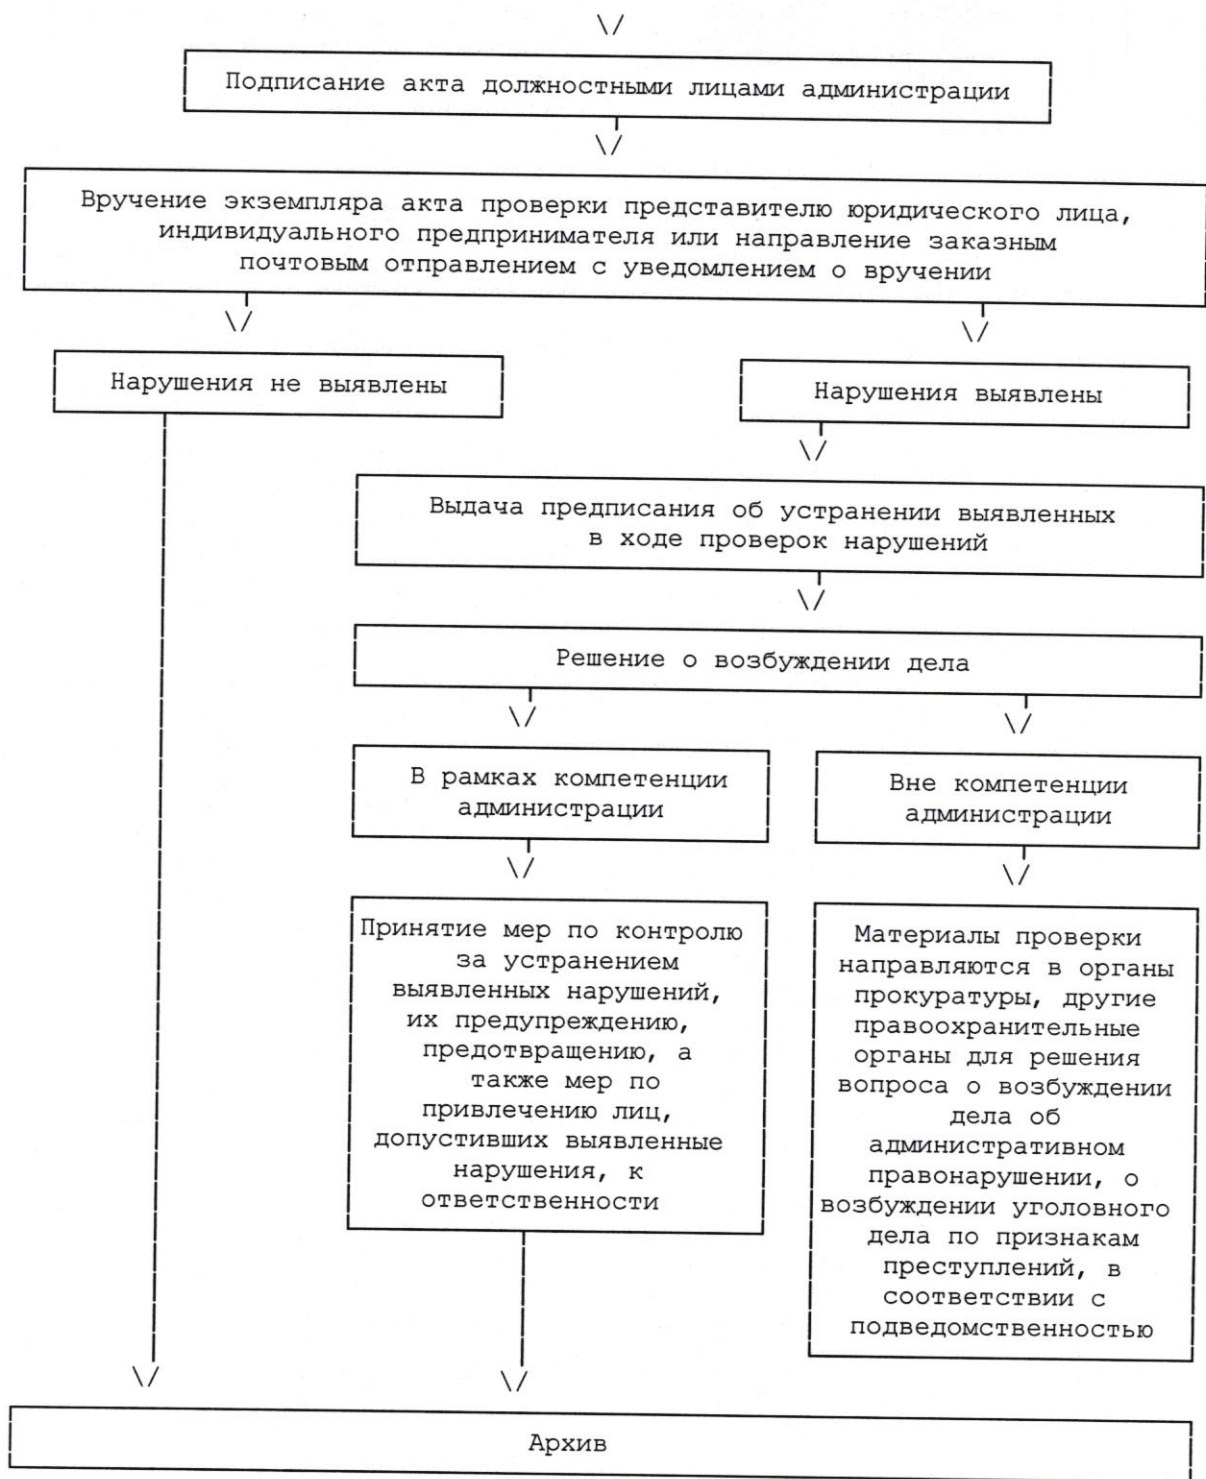 Подписание акта должностными лицами администрации
Вручение экземпляра акта проверки представителю юридического лица,
индивидуального предпринимателя или направление заказным
почтовым отправлением с уведомлением о вручении
Нарушения не выявлены
Нарушения выявлены
Выдача предписания об устранении выявленных
в ходе проверок нарушений
Решение о возбуждении дела
В рамках компетенции
администрации
Вне компетенции
администрации
Принятие мер по контролю
за устранением
выявленных нарушений,
их предупреждению,
предотвращению, а
также мер по
привлечению лиц,
допустивших выявленные
нарушения, к
ответственности
Материалы проверки
направляются в органы
прокуратуры, другие
правоохранительные
органы для решения
вопроса о возбуждении
дела об
административном
правонарушении, о
возбуждении уголовного
дела по признакам
преступлений, в
соответствии с
подведомственностью
Архив